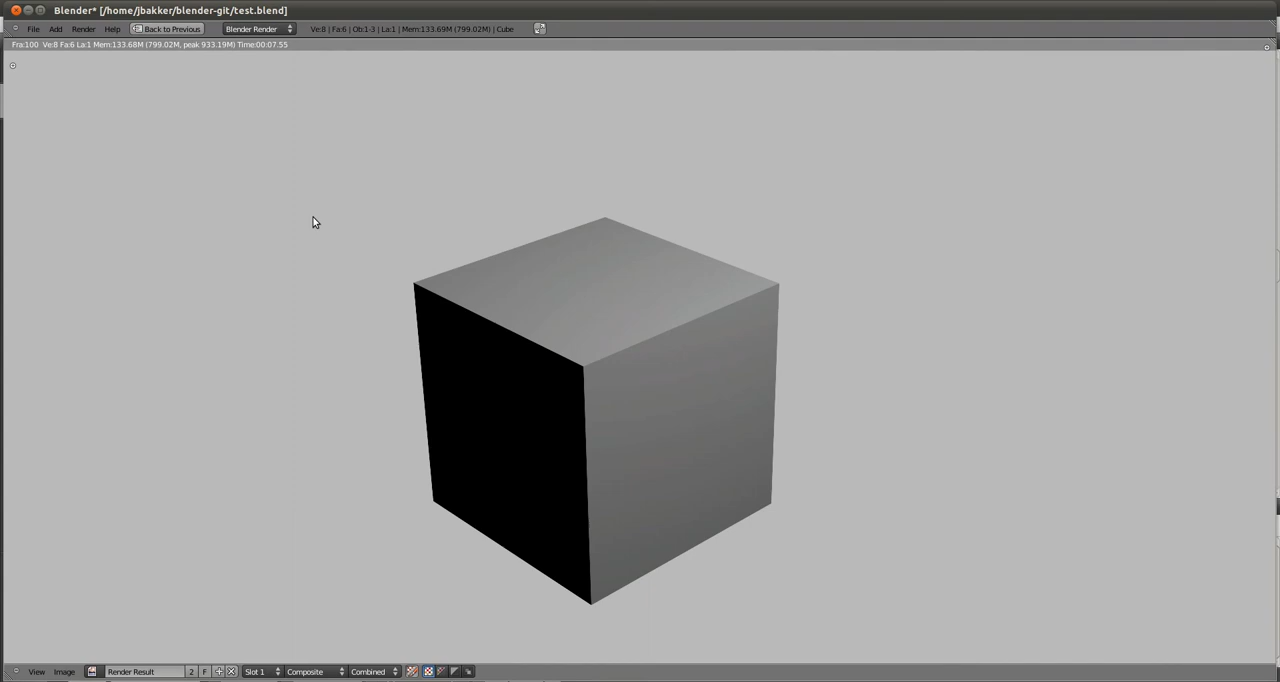 Blender* [/home/jbakker/blender-git/test.blend]
File Add Render Help Back to Previous Blender Render Ve:8 | Fa:6 | Ob:1-3 | La:1 | Mem:133.69M (799.02M) | Cube
Fra:100 Ve:8 Fa:6 La:1 Mem:133.68M (799.02M, peak 933.19M) Time:00:07.55
View Image Render Result 2 F Slot 1 Composite Combined